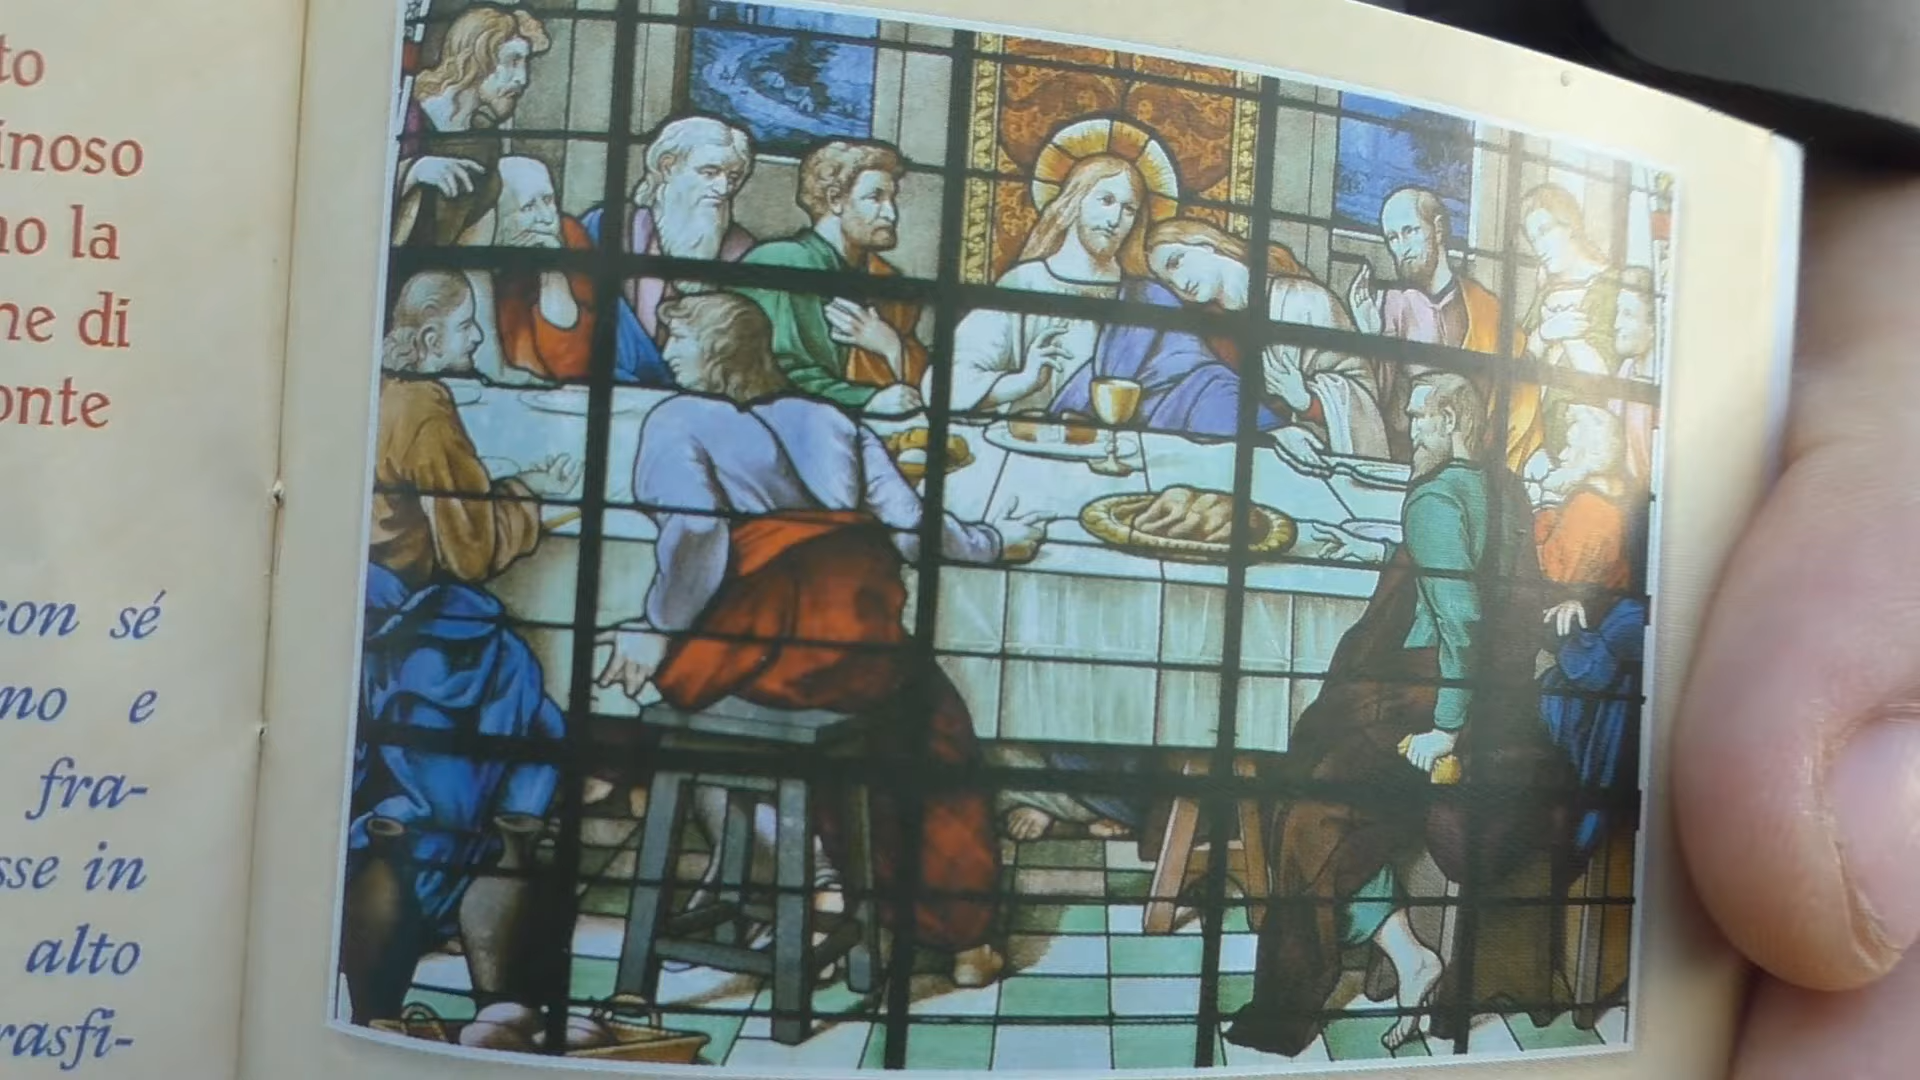 to
inoso
no la
ne di
onte
con sé
no e
fra-
sse in
alto
rasfi-